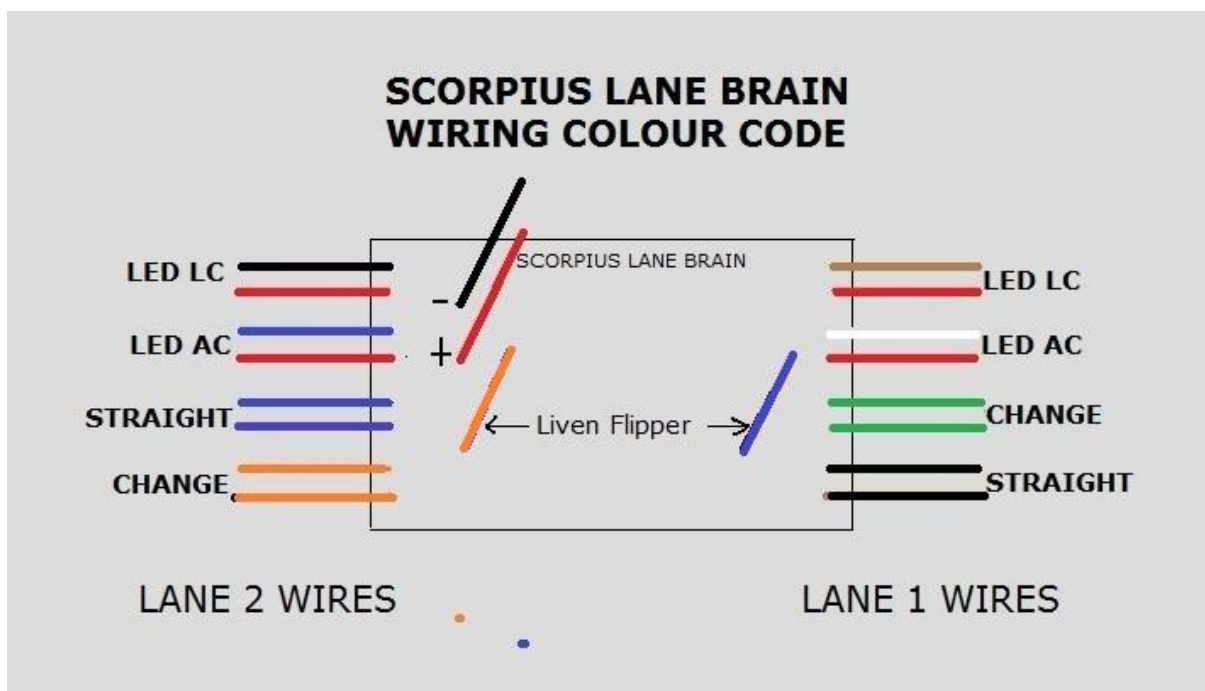 SCORPIUS LANE BRAIN
WIRING COLOUR CODE
SCORPIUS LANE BRAIN
LED LC
LED AC
STRAIGHT
CHANGE
-
+
Liven Flipper
LED LC
LED AC
CHANGE
STRAIGHT
LANE 2 WIRES
LANE 1 WIRES